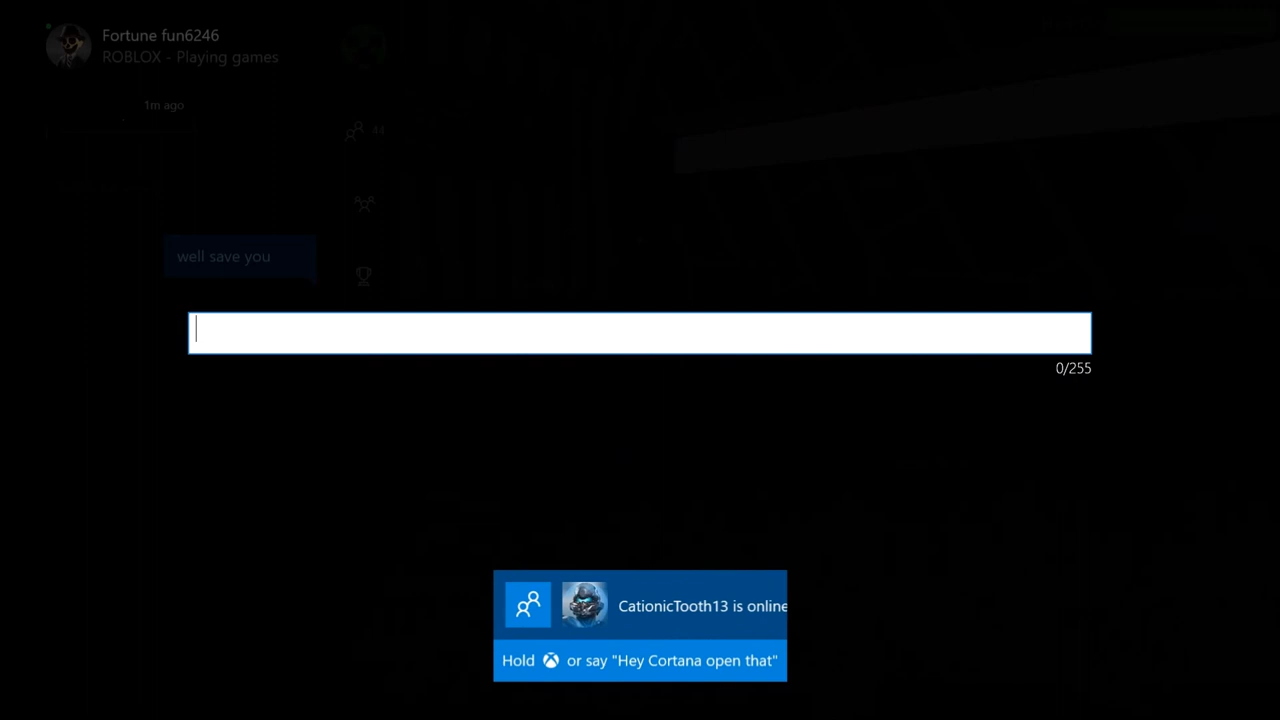 Fortune fun6246
ROBLOX - Playing games
1m ago
44
well save you
0/255
CationicTooth13 is online
Hold or say "Hey Cortana open that"